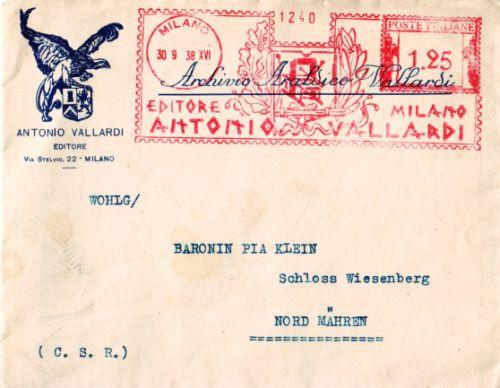 MILANO
30 9 38 XVI
1240
POSTE ITALIANE
1.25
Archivio Araldico Vallardi
EDITORE MILANO
ANTONIO VALLARDI
ANTONIO VALLARDI
EDITORE
VIA STELVIO, 22 - MILANO
WOHLG/
BARONIN PIA KLEIN
Schloss Wiesenberg
NORD MÄHREN
( C. S. R.)